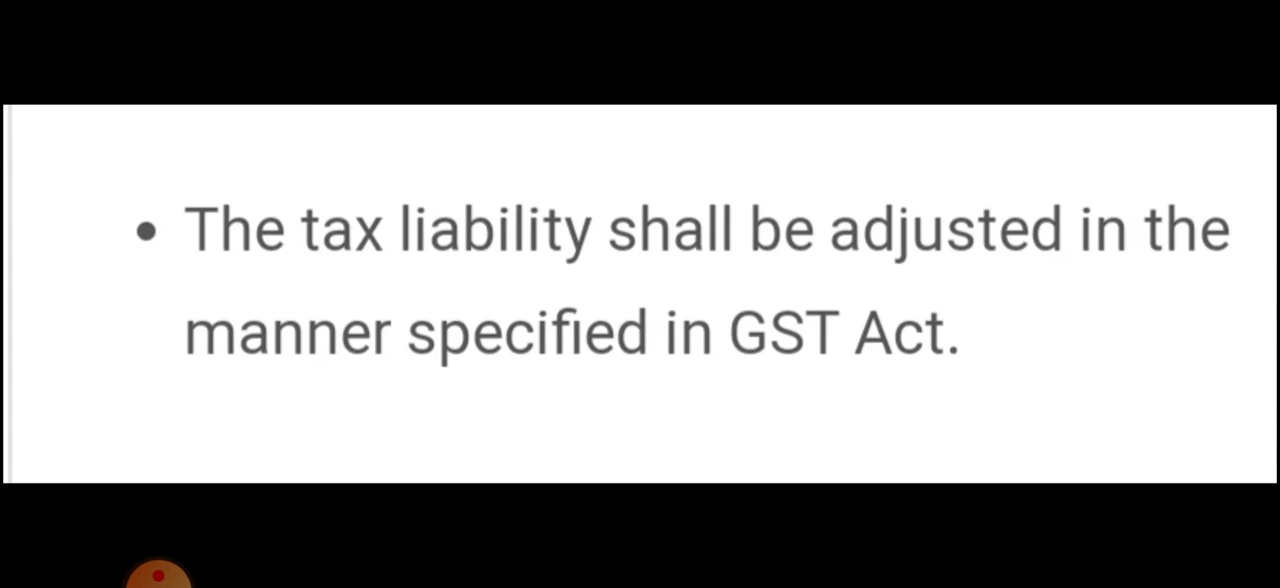 • The tax liability shall be adjusted in the
manner specified in GST Act.